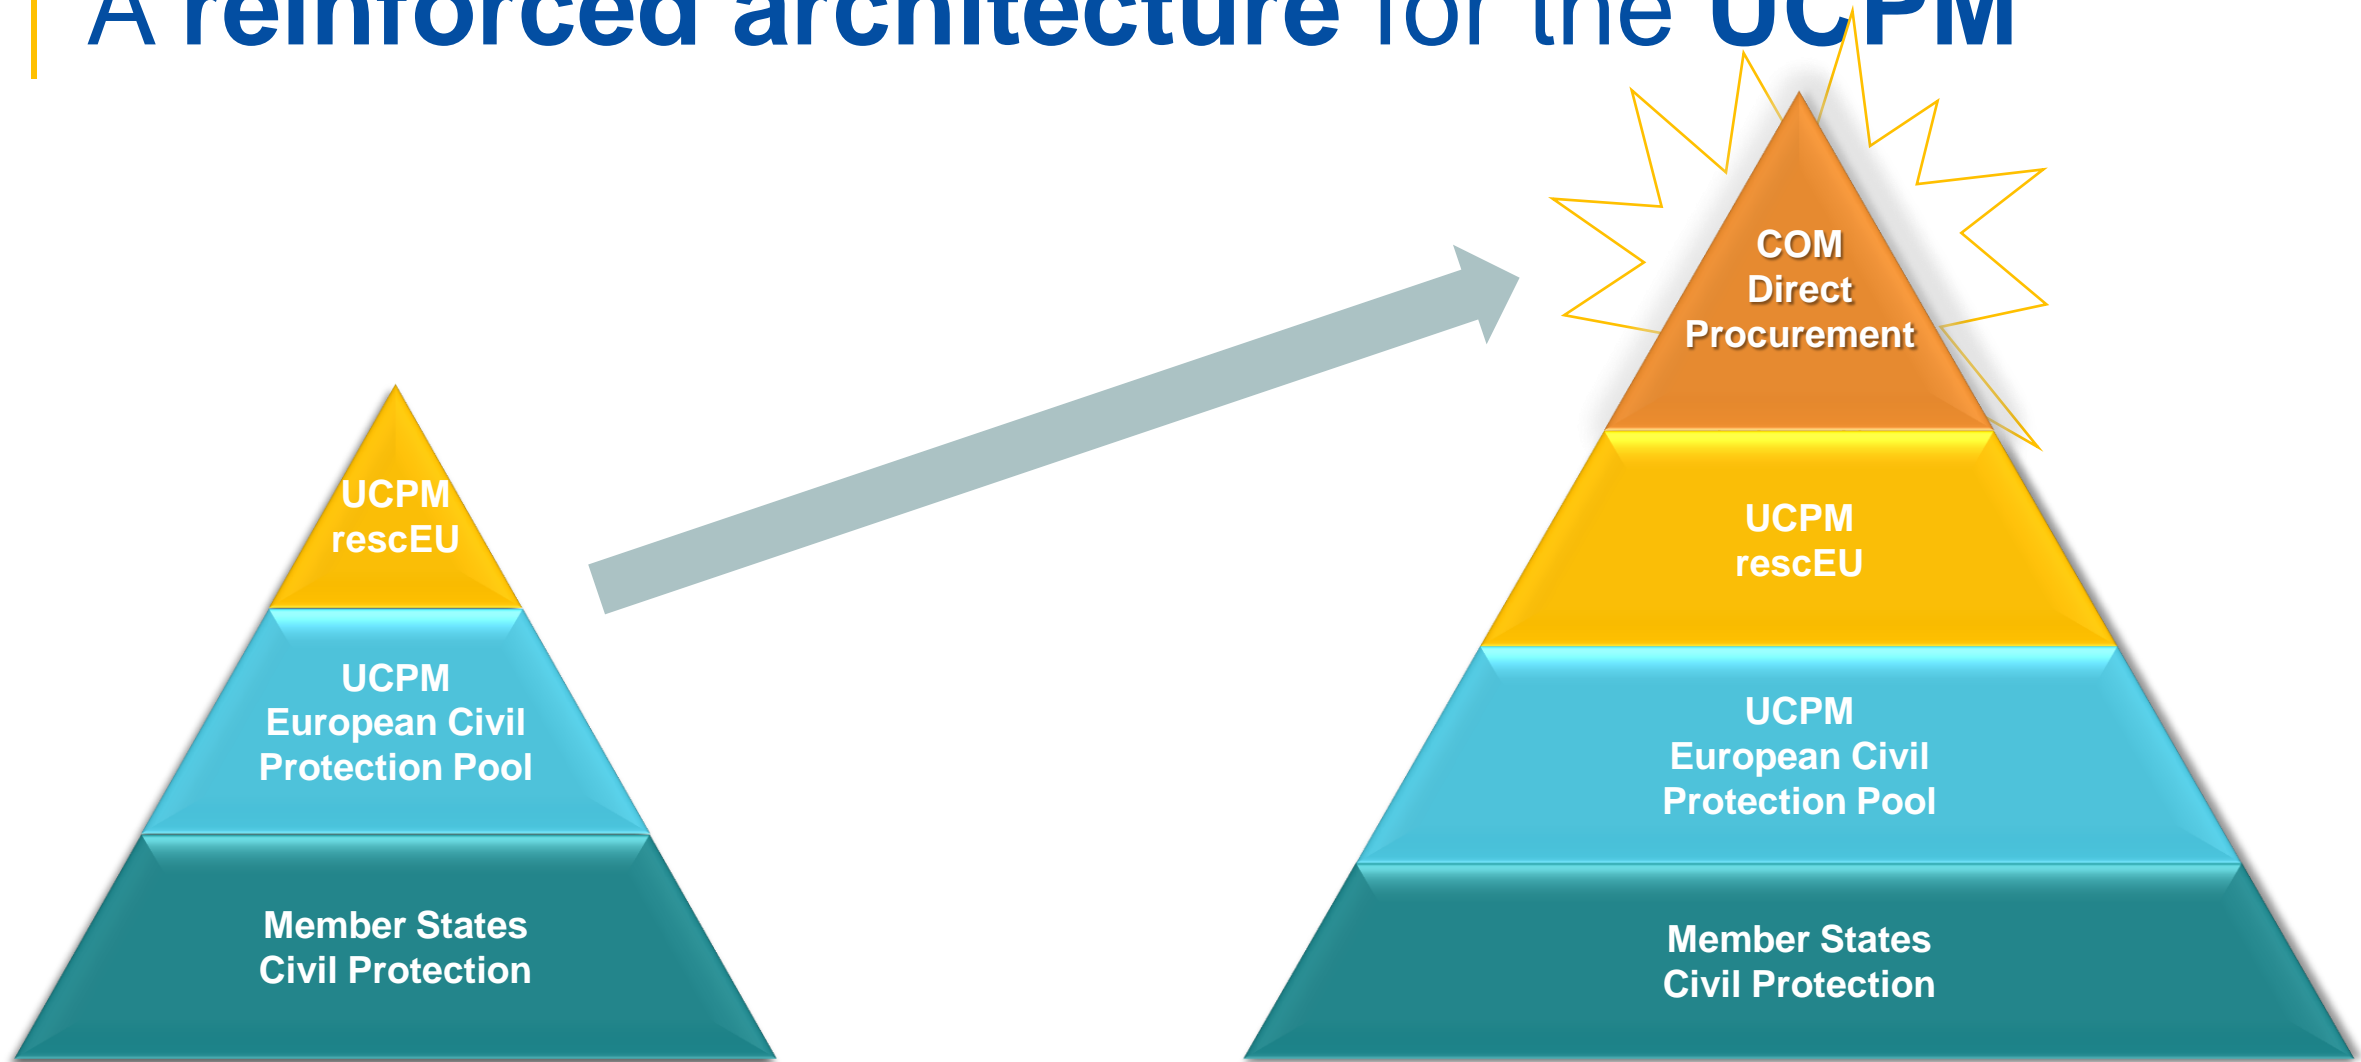 A reinforced architecture for the UCPM
UCPM
rescEU
UCPM
European Civil
Protection Pool
Member States
Civil Protection
COM
Direct
Procurement
UCPM
rescEU
UCPM
European Civil
Protection Pool
Member States
Civil Protection